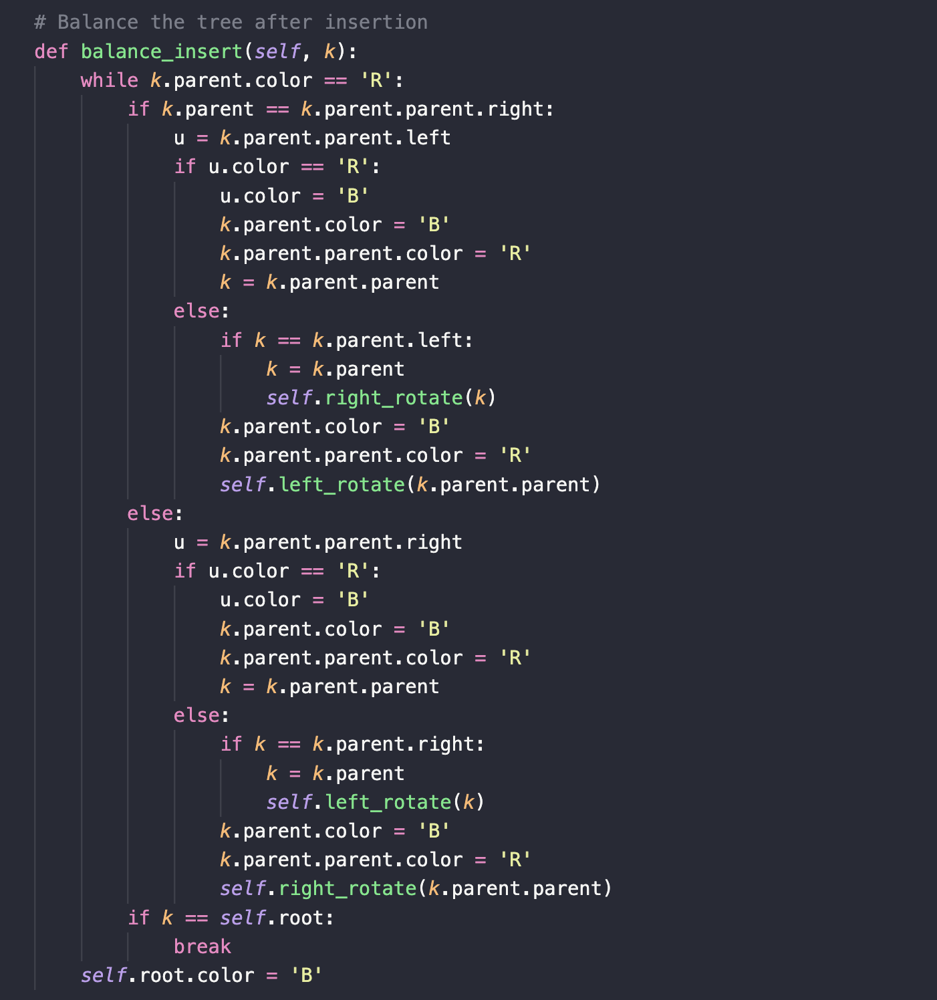 # Balance the tree after insertion
def balance_insert(self, k):
    while k.parent.color == 'R':
        if k.parent == k.parent.parent.right:
            u = k.parent.parent.left
            if u.color == 'R':
                u.color = 'B'
                k.parent.color = 'B'
                k.parent.parent.color = 'R'
                k = k.parent.parent
            else:
                if k == k.parent.left:
                    k = k.parent
                    self.right_rotate(k)
                k.parent.color = 'B'
                k.parent.parent.color = 'R'
                self.left_rotate(k.parent.parent)
        else:
            u = k.parent.parent.right
            if u.color == 'R':
                u.color = 'B'
                k.parent.color = 'B'
                k.parent.parent.color = 'R'
                k = k.parent.parent
            else:
                if k == k.parent.right:
                    k = k.parent
                    self.left_rotate(k)
                k.parent.color = 'B'
                k.parent.parent.color = 'R'
                self.right_rotate(k.parent.parent)
        if k == self.root:
            break
    self.root.color = 'B'